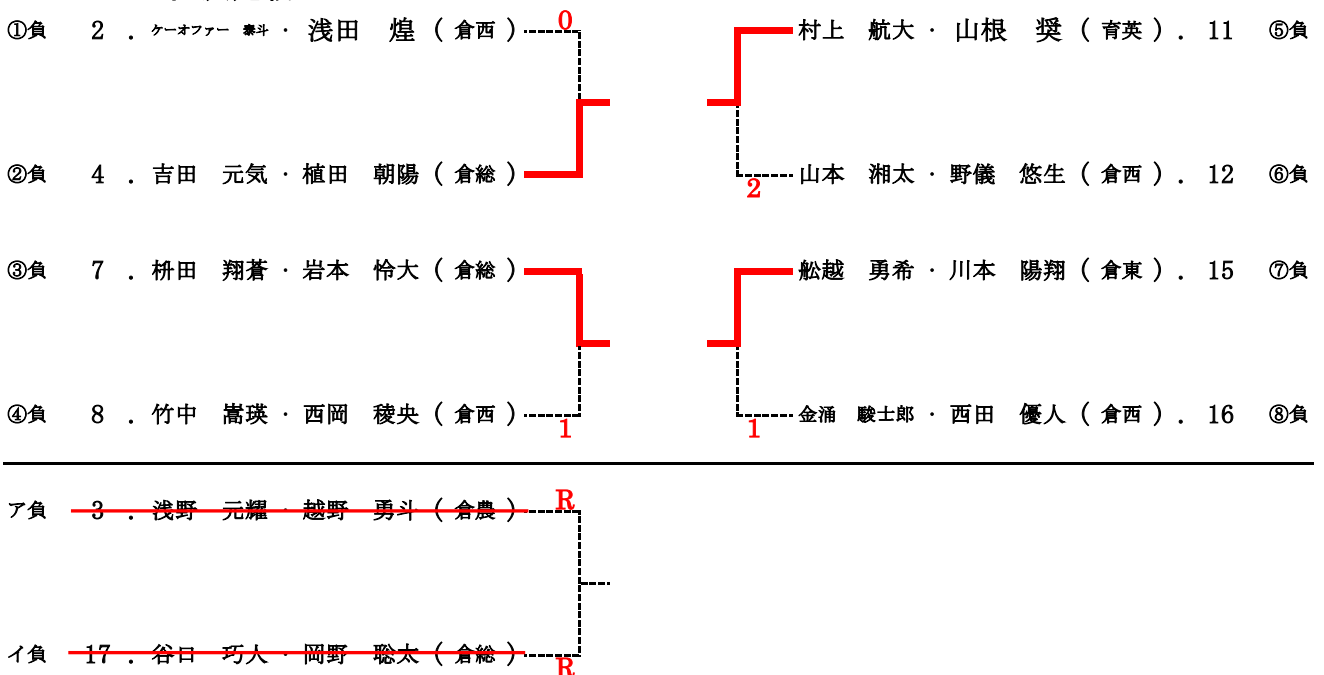 ①負 2 . ケーオファー 泰斗 ・ 浅田 煌 ( 倉西 ) 0 村上 航大 ・ 山根 奨 ( 育英 ) . 11 ⑤負
②負 4 . 吉田 元気 ・ 植田 朝陽 ( 倉総 ) 2 山本 湘太 ・ 野儀 悠生 ( 倉西 ) . 12 ⑥負
③負 7 . 枡田 翔蒼 ・ 岩本 怜大 ( 倉総 ) 舩越 勇希 ・ 川本 陽翔 ( 倉東 ) . 15 ⑦負
④負 8 . 竹中 嵩瑛 ・ 西岡 稜央 ( 倉西 ) 1 1 金涌 駿士郎 ・ 西田 優人 ( 倉西 ) . 16 ⑧負
ア負 3 . 浅野 元耀 ・ 越野 勇斗 ( 倉農 ) R
イ負 17 . 谷口 巧人 ・ 岡野 聡太 ( 倉総 ) R